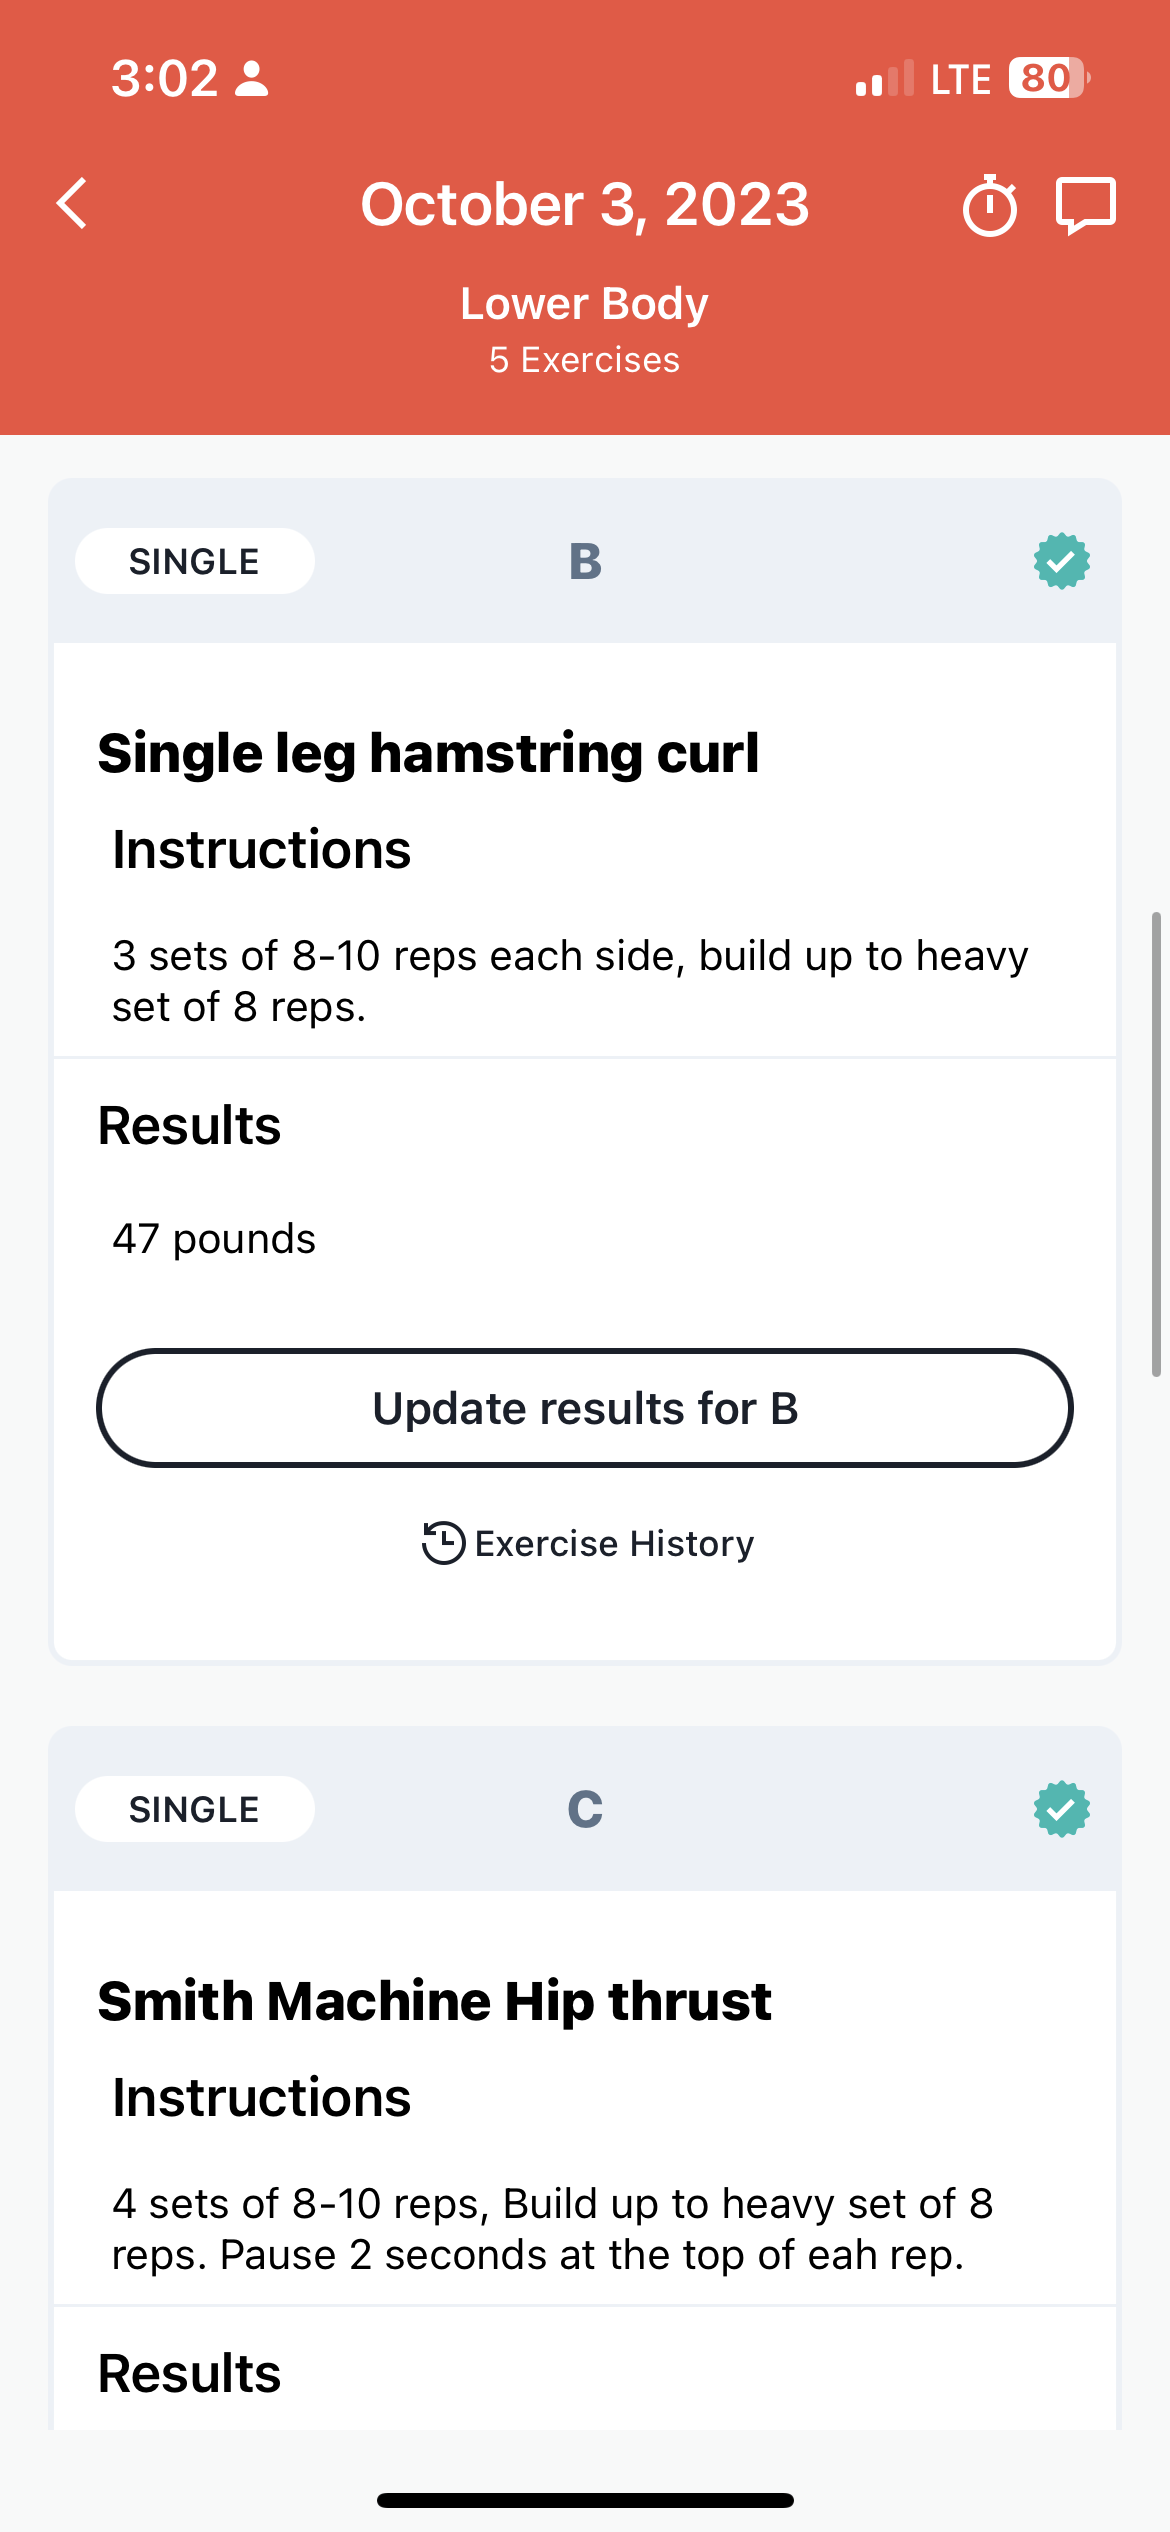 3:02
LTE 80
October 3, 2023
Lower Body
5 Exercises
SINGLE B
Single leg hamstring curl
Instructions
3 sets of 8-10 reps each side, build up to heavy
set of 8 reps.
Results
47 pounds
Update results for B
Exercise History
SINGLE C
Smith Machine Hip thrust
Instructions
4 sets of 8-10 reps, Build up to heavy set of 8
reps. Pause 2 seconds at the top of eah rep.
Results